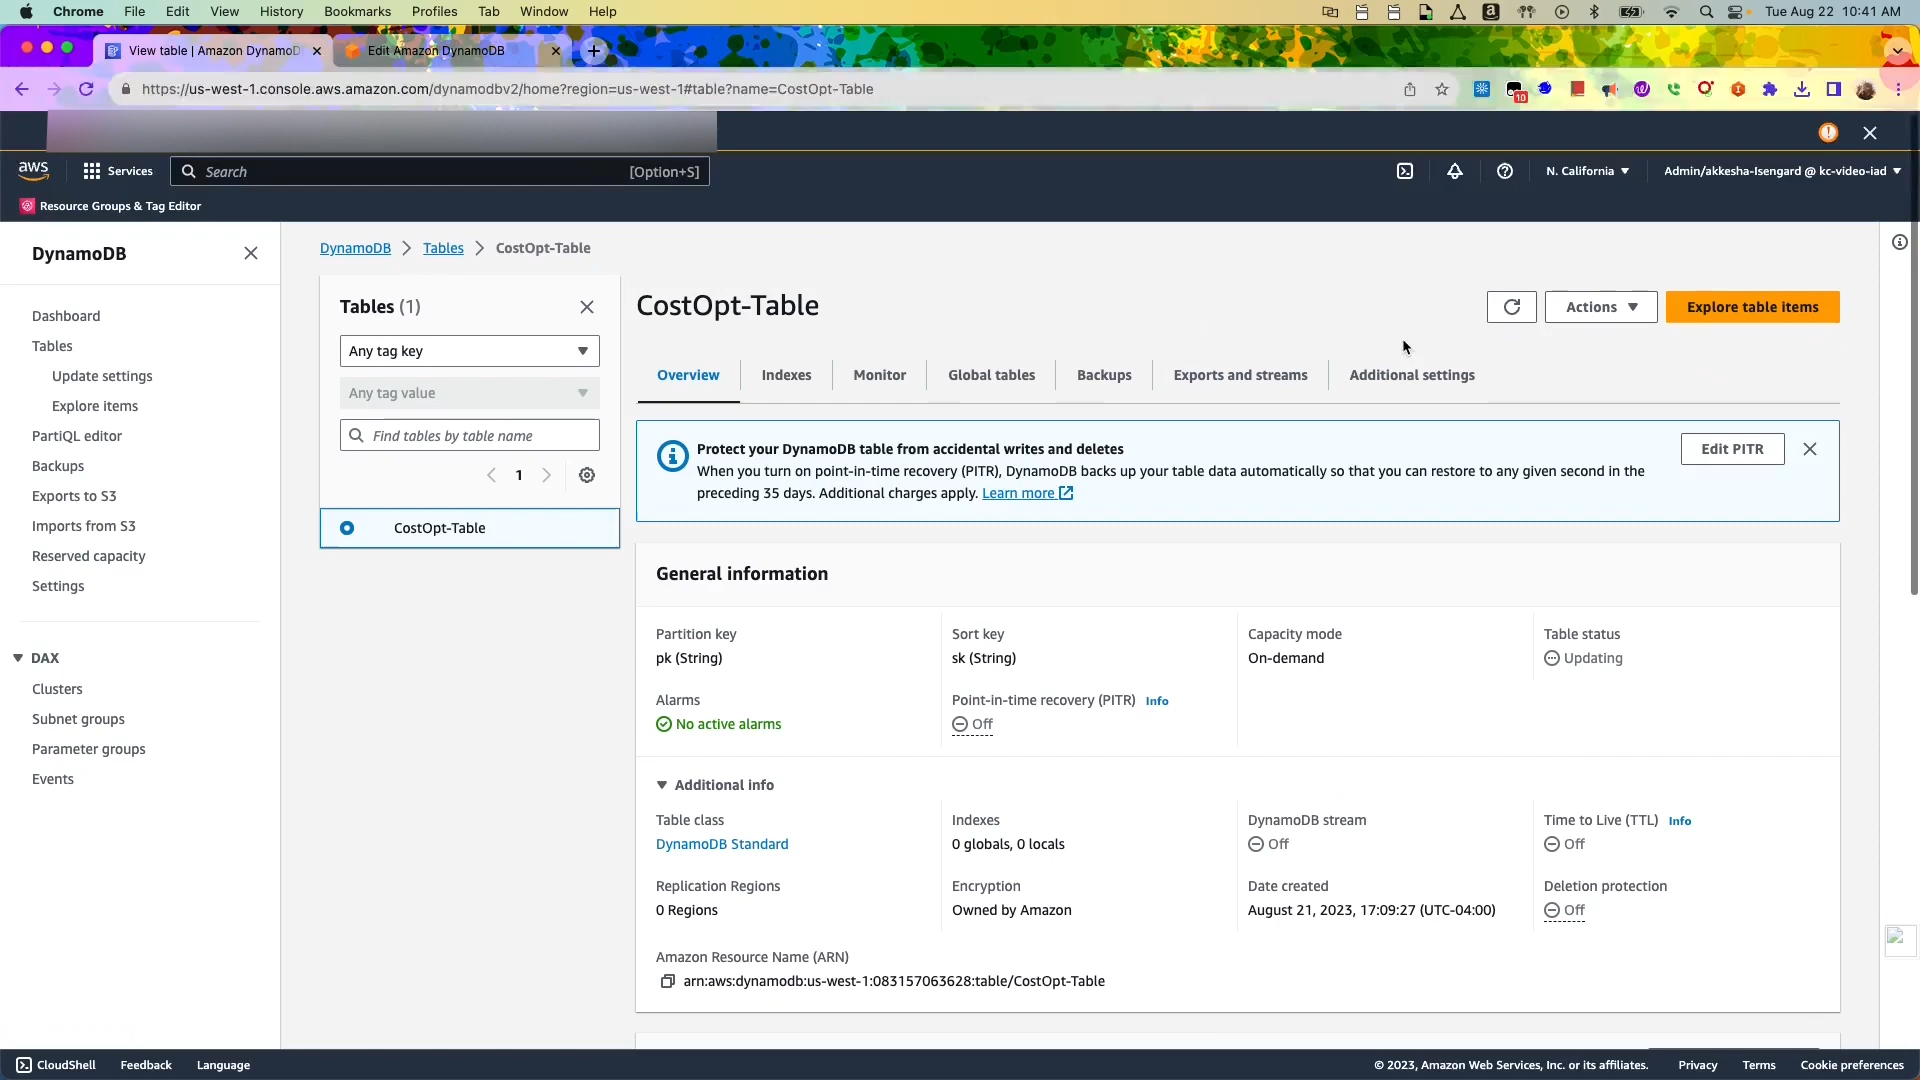 Chrome File Edit View History Bookmarks Profiles Tab Window Help
Tue Aug 22 10:41 AM
View table | Amazon DynamoD
Edit Amazon DynamoDB
https://us-west-1.console.aws.amazon.com/dynamodbv2/home?region=us-west-1#table?name=CostOpt-Table
10
aws
Services
Search
[Option+S]
N. California
Admin/akkesha-Isengard @ kc-video-iad
Resource Groups & Tag Editor
DynamoDB
Dashboard
Tables
Update settings
Explore items
PartiQL editor
Backups
Exports to S3
Imports from S3
Reserved capacity
Settings
DAX
Clusters
Subnet groups
Parameter groups
Events
DynamoDB
Tables
CostOpt-Table
Tables (1)
Any tag key
Any tag value
Find tables by table name
1
CostOpt-Table
CostOpt-Table
Actions
Explore table items
Overview
Indexes
Monitor
Global tables
Backups
Exports and streams
Additional settings
Protect your DynamoDB table from accidental writes and deletes
When you turn on point-in-time recovery (PITR), DynamoDB backs up your table data automatically so that you can restore to any given second in the
preceding 35 days. Additional charges apply. Learn more
Edit PITR
General information
Partition key
pk (String)
Sort key
sk (String)
Capacity mode
On-demand
Table status
Updating
Alarms
No active alarms
Point-in-time recovery (PITR) Info
Off
Additional info
Table class
DynamoDB Standard
Indexes
0 globals, 0 locals
DynamoDB stream
Off
Time to Live (TTL) Info
Off
Replication Regions
0 Regions
Encryption
Owned by Amazon
Date created
August 21, 2023, 17:09:27 (UTC-04:00)
Deletion protection
Off
Amazon Resource Name (ARN)
arn:aws:dynamodb:us-west-1:083157063628:table/CostOpt-Table
CloudShell
Feedback
Language
© 2023, Amazon Web Services, Inc. or its affiliates.
Privacy
Terms
Cookie preferences